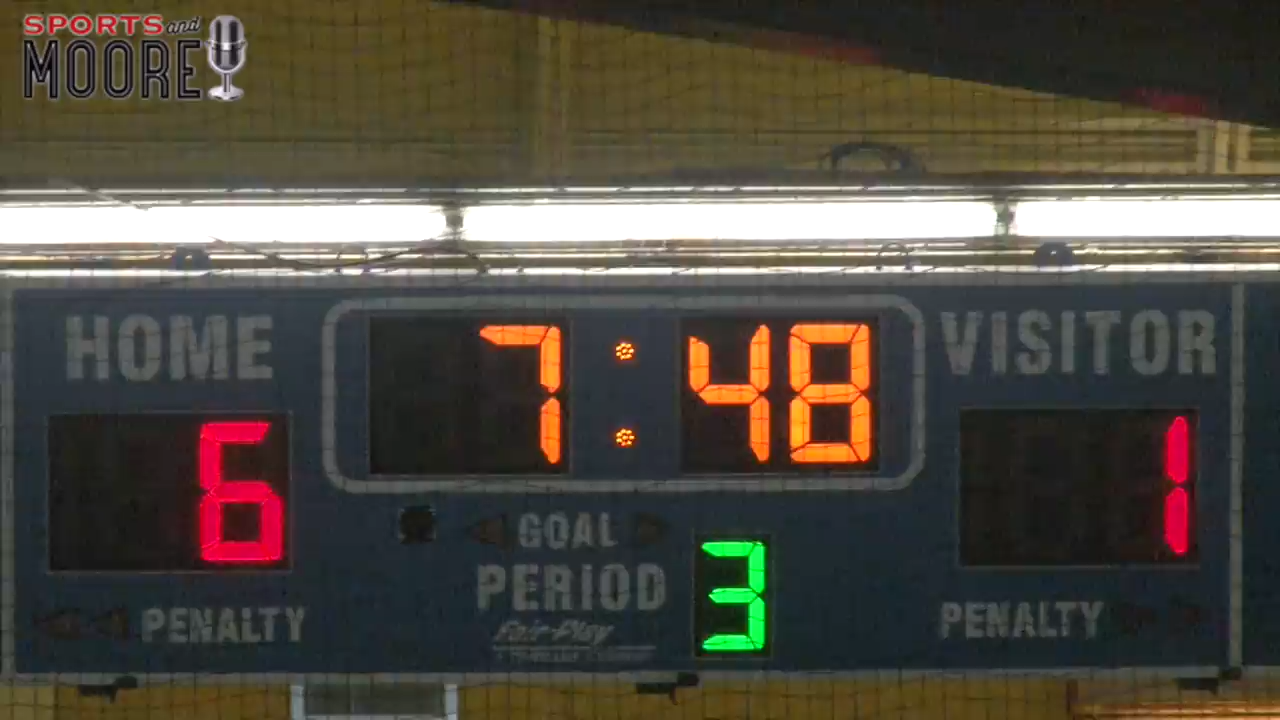 SPORTS and
MOORE
HOME
7:48
VISITOR
6
1
GOAL
PERIOD
3
PENALTY
PENALTY
Fair-Play